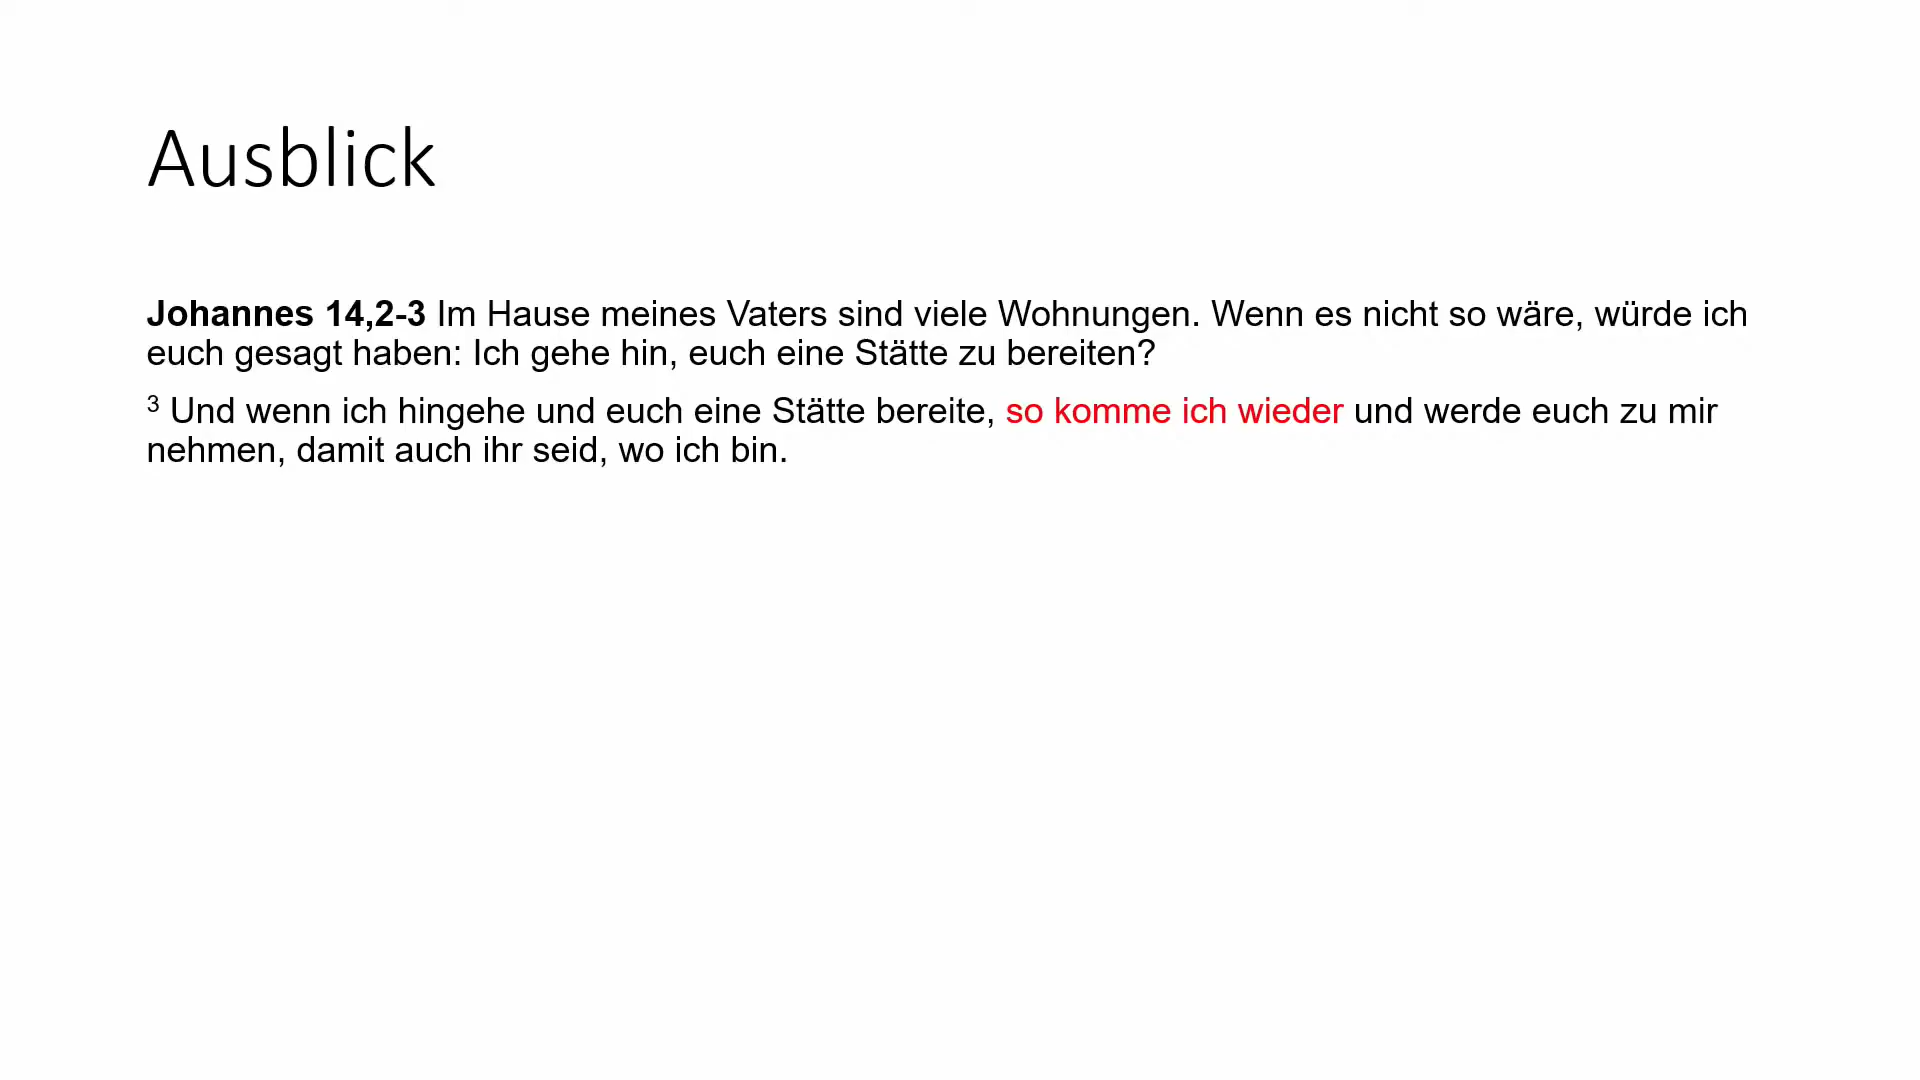 Ausblick
Johannes 14,2-3 Im Hause meines Vaters sind viele Wohnungen. Wenn es nicht so wäre, würde ich
euch gesagt haben: Ich gehe hin, euch eine Stätte zu bereiten?
³ Und wenn ich hingehe und euch eine Stätte bereite, so komme ich wieder und werde euch zu mir
nehmen, damit auch ihr seid, wo ich bin.